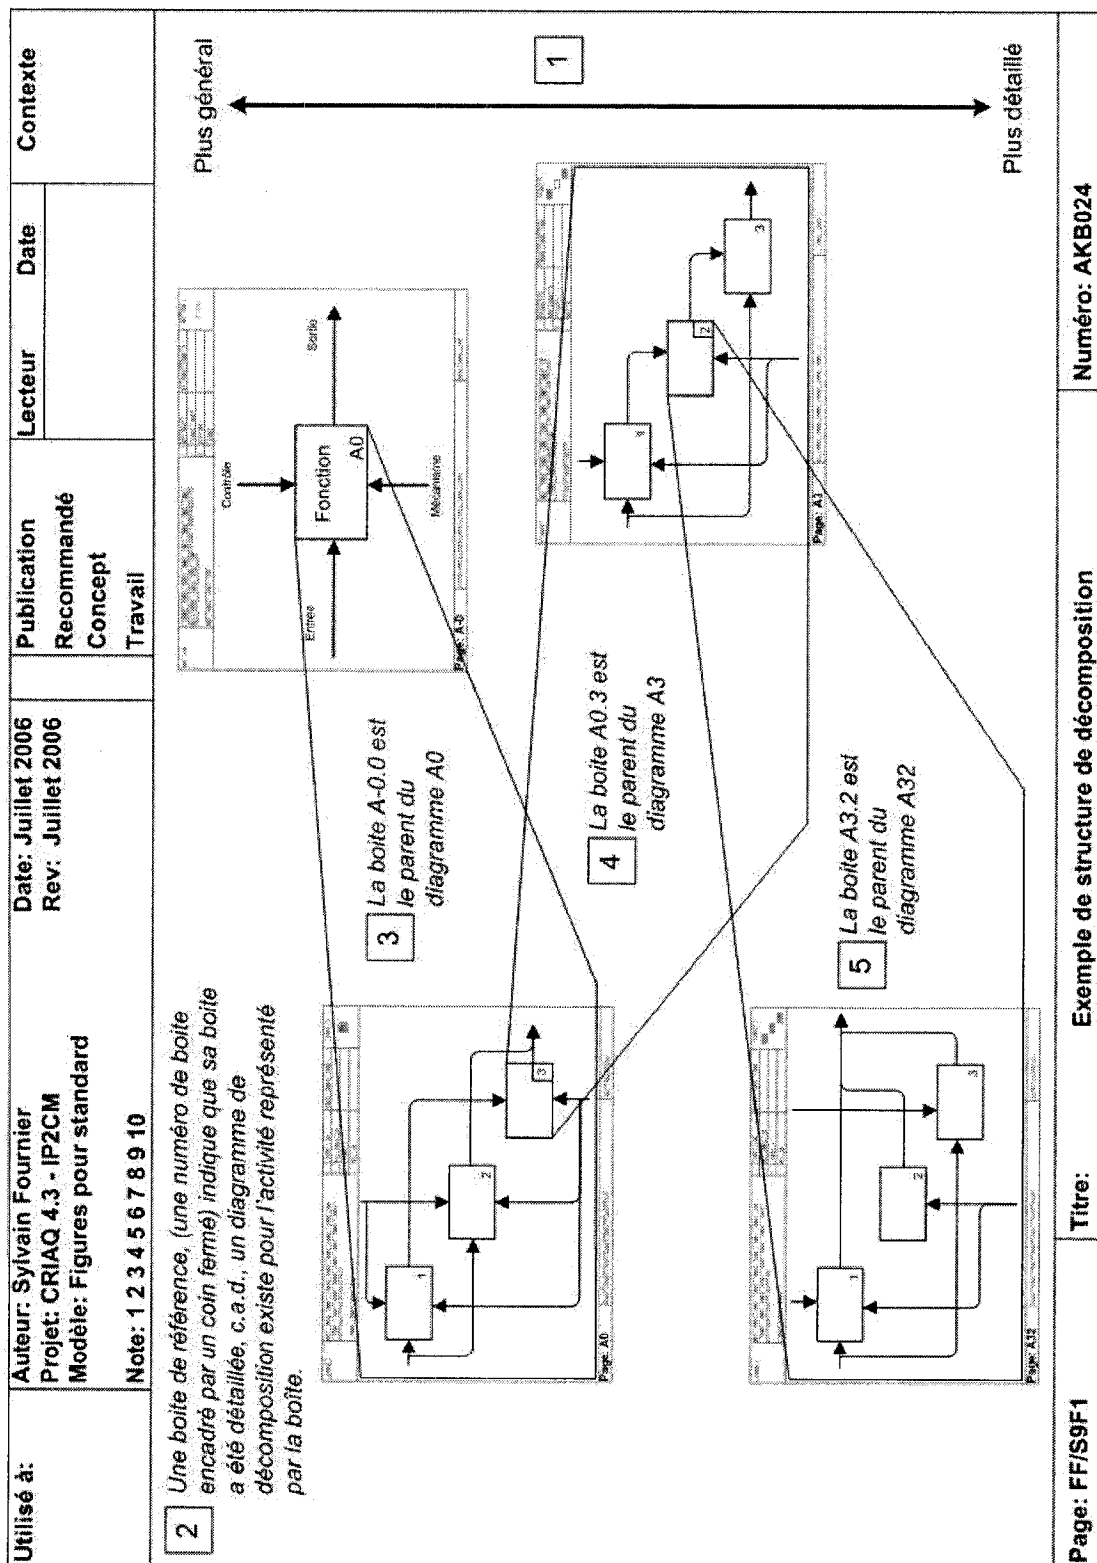 Utilisé à:
Auteur: Sylvain Fournier
Projet: CRIAQ 4.3 - IP2CM
Modèle: Figures pour standard
Note: 1 2 3 4 5 6 7 8 9 10
Date: Juillet 2006
Rev: Juillet 2006
Publication
Recommandé
Concept
Travail
Lecteur
Date
Contexte
2
Une boite de référence, (une numéro de boite
encadré par un coin fermé) indique que sa boite
a été détaillée, c.a.d., un diagramme de
décomposition existe pour l'activité représenté
par la boîte.
Contrôle
Entrée
Fonction
A0
Sortie
Mécanisme
Page: A-0
Plus général
1
Plus détaillé
3
La boite A-0.0 est
le parent du
diagramme A0
1
2
3
Page: A0
4
La boite A0.3 est
le parent du
diagramme A3
1
2
3
Page: A3
5
La boite A3.2 est
le parent du
diagramme A32
1
2
3
Page: A32
Page: FF/S9F1
Titre:
Exemple de structure de décomposition
Numéro: AKB024